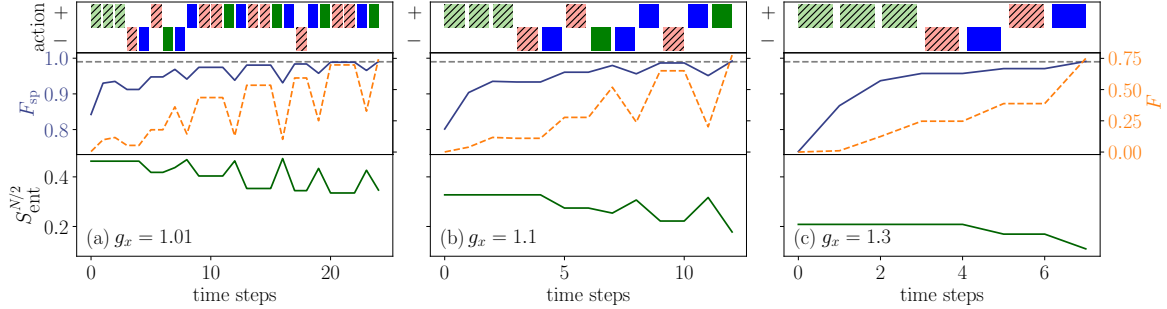 action
+
−
+
−
+
−
F_sp
1.0
0.9
0.8
0.75
0.50
0.25
0.00
F
S_ent^{N/2}
0.4
0.2
(a) g_x = 1.01
(b) g_x = 1.1
(c) g_x = 1.3
0
10
20
0
5
10
0
2
4
6
time steps
time steps
time steps